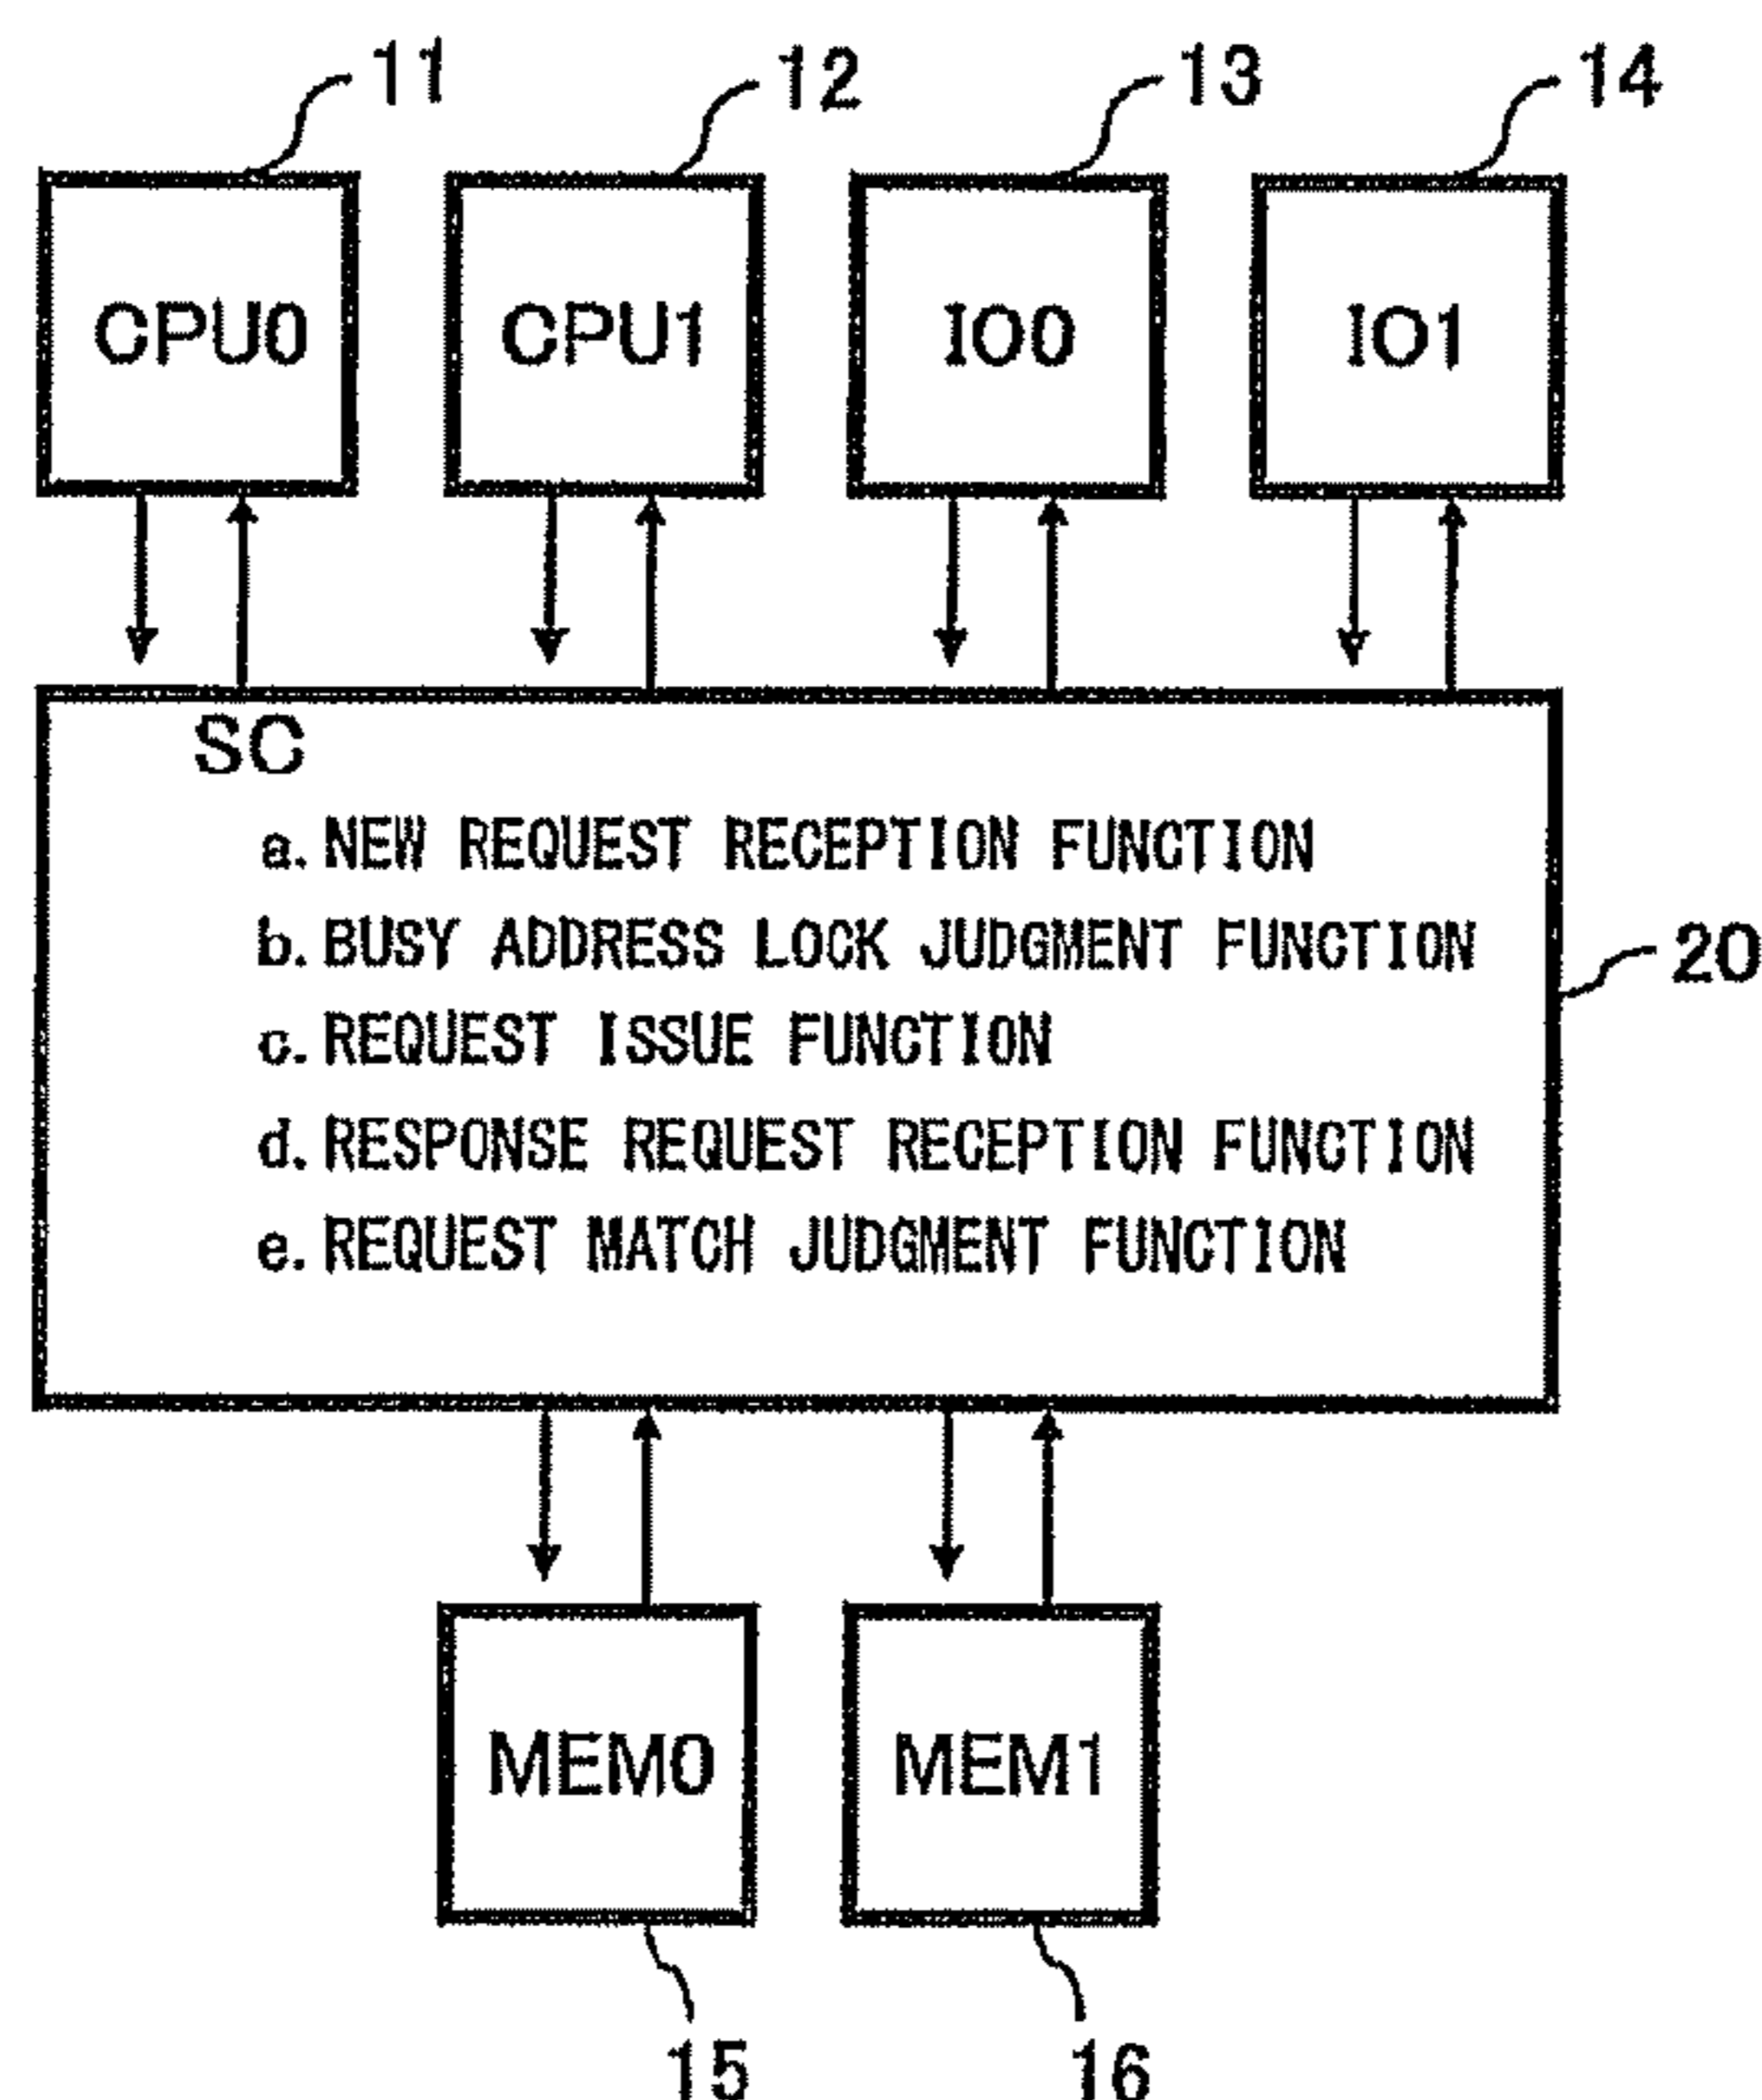 11
12
13
14
CPU0
CPU1
IO0
IO1
SC
a. NEW REQUEST RECEPTION FUNCTION
b. BUSY ADDRESS LOCK JUDGMENT FUNCTION
c. REQUEST ISSUE FUNCTION
d. RESPONSE REQUEST RECEPTION FUNCTION
e. REQUEST MATCH JUDGMENT FUNCTION
20
MEM0
MEM1
15
16